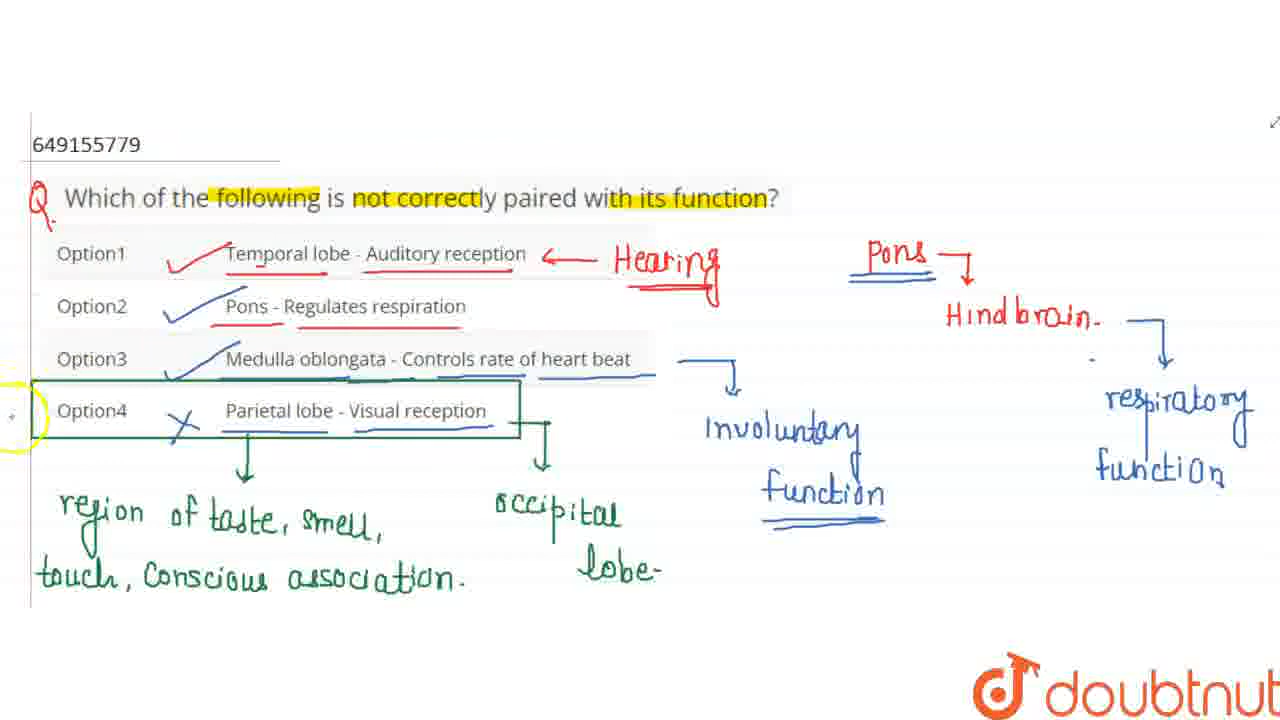 649155779
Q. Which of the following is not correctly paired with its function?
Option1 Temporal lobe - Auditory reception
Hearing
Option2 Pons - Regulates respiration
Option3 Medulla oblongata - Controls rate of heart beat
Option4 Parietal lobe - Visual reception
Pons
Hindbrain.
respiratory
function
involuntary
function
region of taste, smell,
touch, conscious association.
occipital
lobe
doubtnut